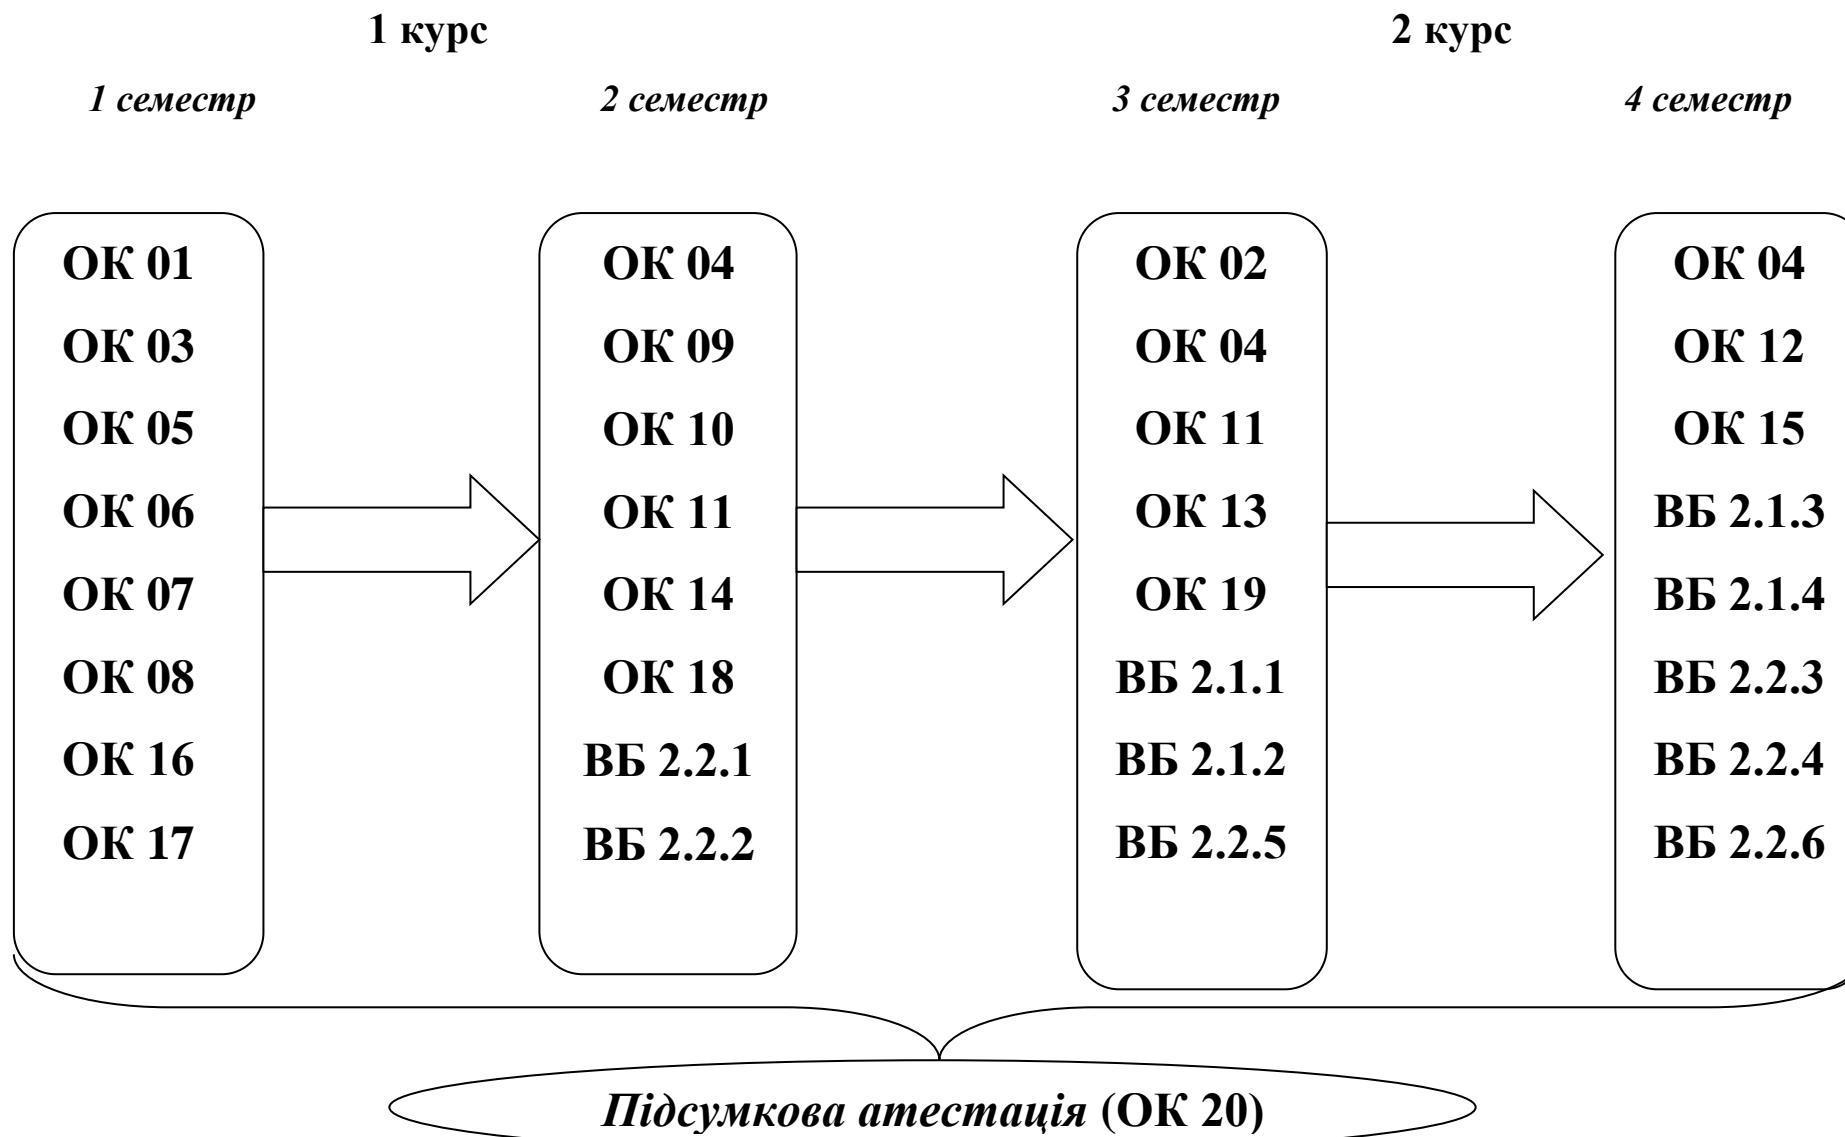 1 курс
2 курс
1 семестр
2 семестр
3 семестр
4 семестр
ОК 01
ОК 03
ОК 05
ОК 06
ОК 07
ОК 08
ОК 16
ОК 17
ОК 04
ОК 09
ОК 10
ОК 11
ОК 14
ОК 18
ВБ 2.2.1
ВБ 2.2.2
ОК 02
ОК 04
ОК 11
ОК 13
ОК 19
ВБ 2.1.1
ВБ 2.1.2
ВБ 2.2.5
ОК 04
ОК 12
ОК 15
ВБ 2.1.3
ВБ 2.1.4
ВБ 2.2.3
ВБ 2.2.4
ВБ 2.2.6
Підсумкова атестація (ОК 20)